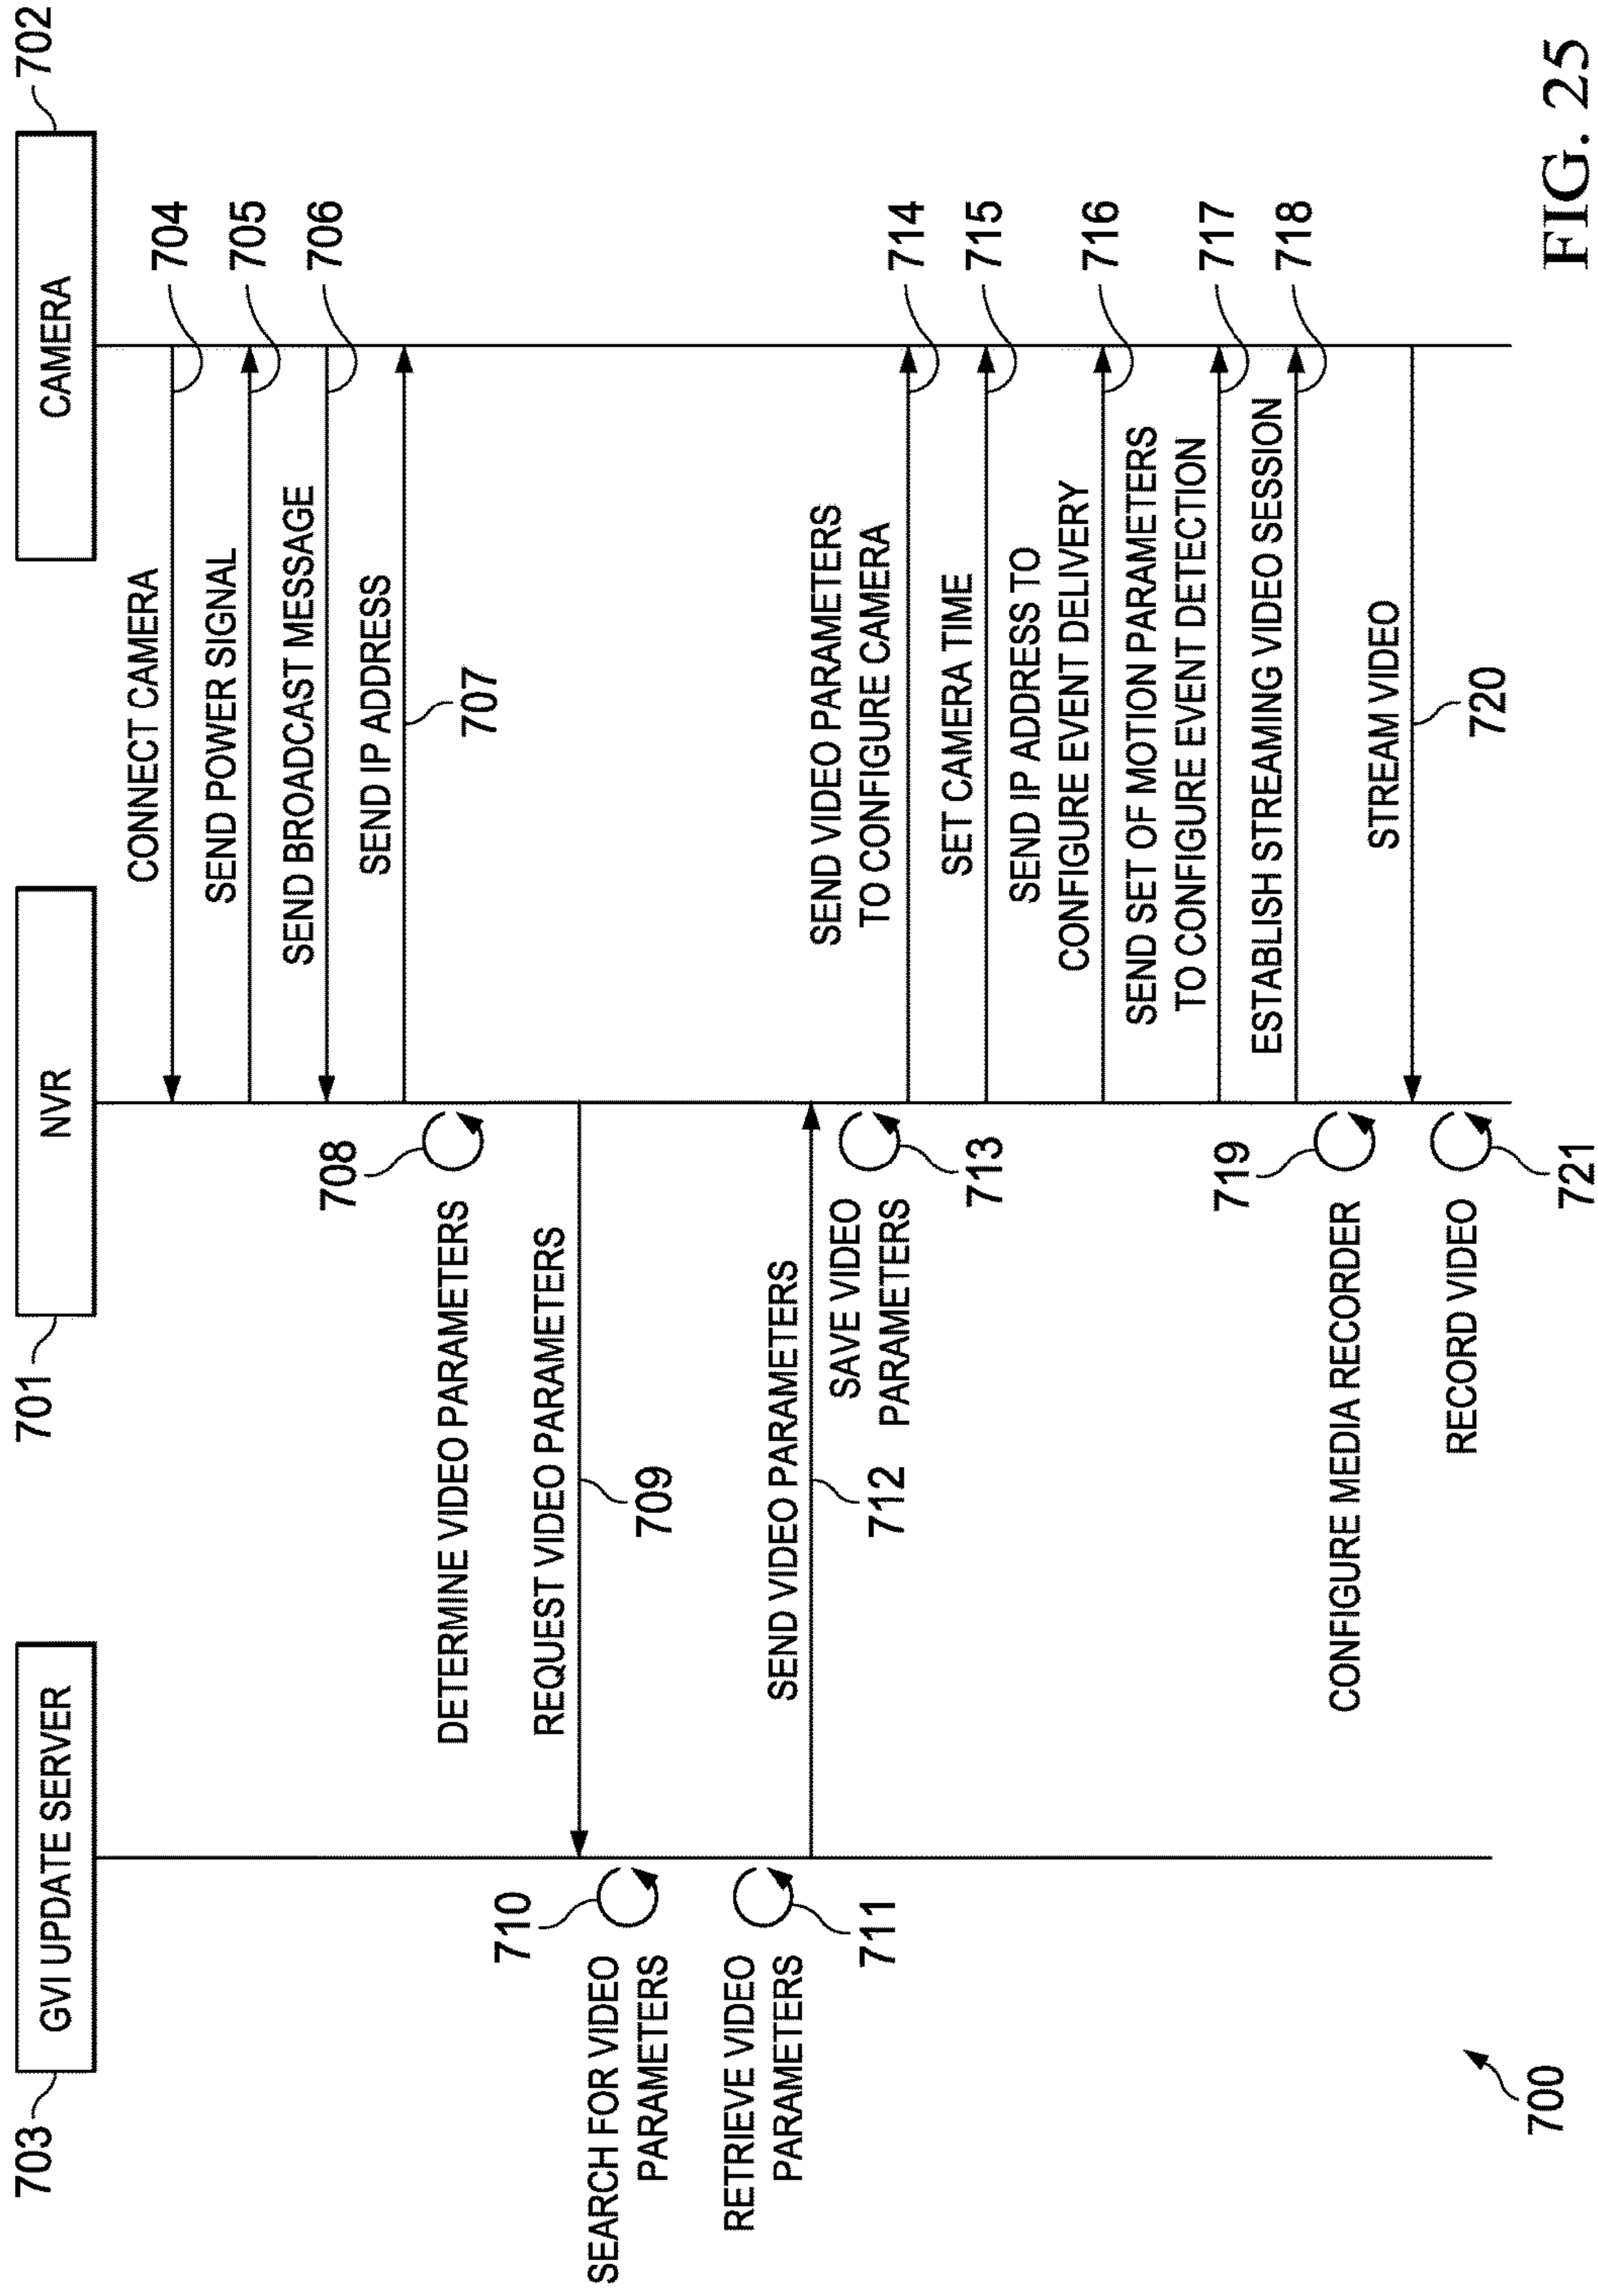 703
GVI UPDATE SERVER
701
NVR
CAMERA
702
CONNECT CAMERA
704
SEND POWER SIGNAL
705
SEND BROADCAST MESSAGE
706
SEND IP ADDRESS
707
708
DETERMINE VIDEO PARAMETERS
REQUEST VIDEO PARAMETERS
709
710
SEARCH FOR VIDEO
PARAMETERS
RETRIEVE VIDEO
PARAMETERS
711
SEND VIDEO PARAMETERS
712
SAVE VIDEO
PARAMETERS
713
SEND VIDEO PARAMETERS
TO CONFIGURE CAMERA
714
SET CAMERA TIME
715
SEND IP ADDRESS TO
CONFIGURE EVENT DELIVERY
716
SEND SET OF MOTION PARAMETERS
TO CONFIGURE EVENT DETECTION
717
ESTABLISH STREAMING VIDEO SESSION
718
719
CONFIGURE MEDIA RECORDER
STREAM VIDEO
720
RECORD VIDEO
721
700
FIG. 25